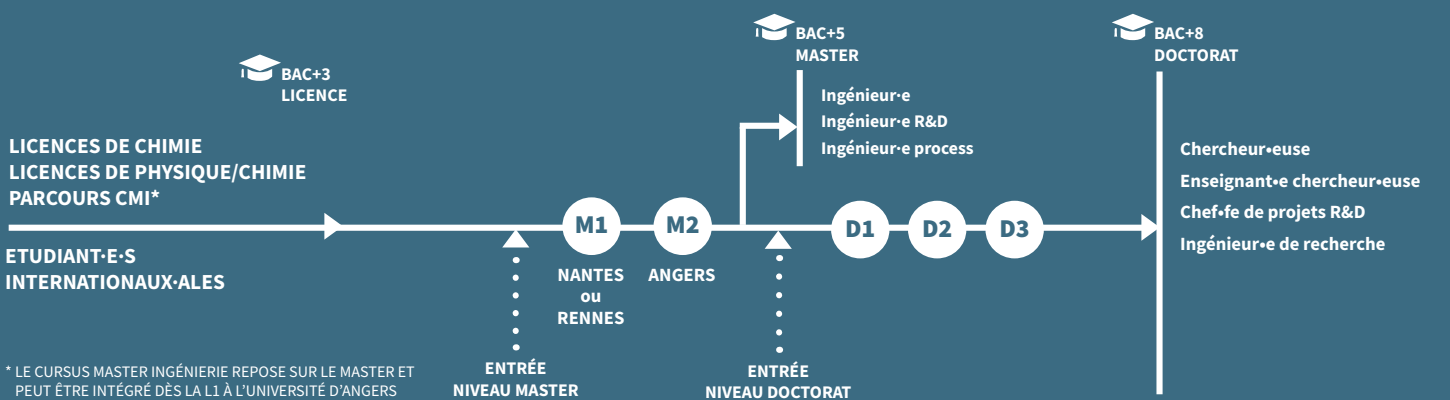 BAC+3
LICENCE
LICENCES DE CHIMIE
LICENCES DE PHYSIQUE/CHIMIE
PARCOURS CMI*
ETUDIANT·E·S
INTERNATIONAUX·ALES
* LE CURSUS MASTER INGÉNIERIE REPOSE SUR LE MASTER ET
PEUT ÊTRE INTÉGRÉ DÈS LA L1 À L'UNIVERSITÉ D'ANGERS
ENTRÉE
NIVEAU MASTER
M1
NANTES
ou
RENNES
M2
ANGERS
BAC+5
MASTER
Ingénieur·e
Ingénieur·e R&D
Ingénieur·e process
ENTRÉE
NIVEAU DOCTORAT
D1
D2
D3
BAC+8
DOCTORAT
Chercheur•euse
Enseignant•e chercheur•euse
Chef•fe de projets R&D
Ingénieur•e de recherche